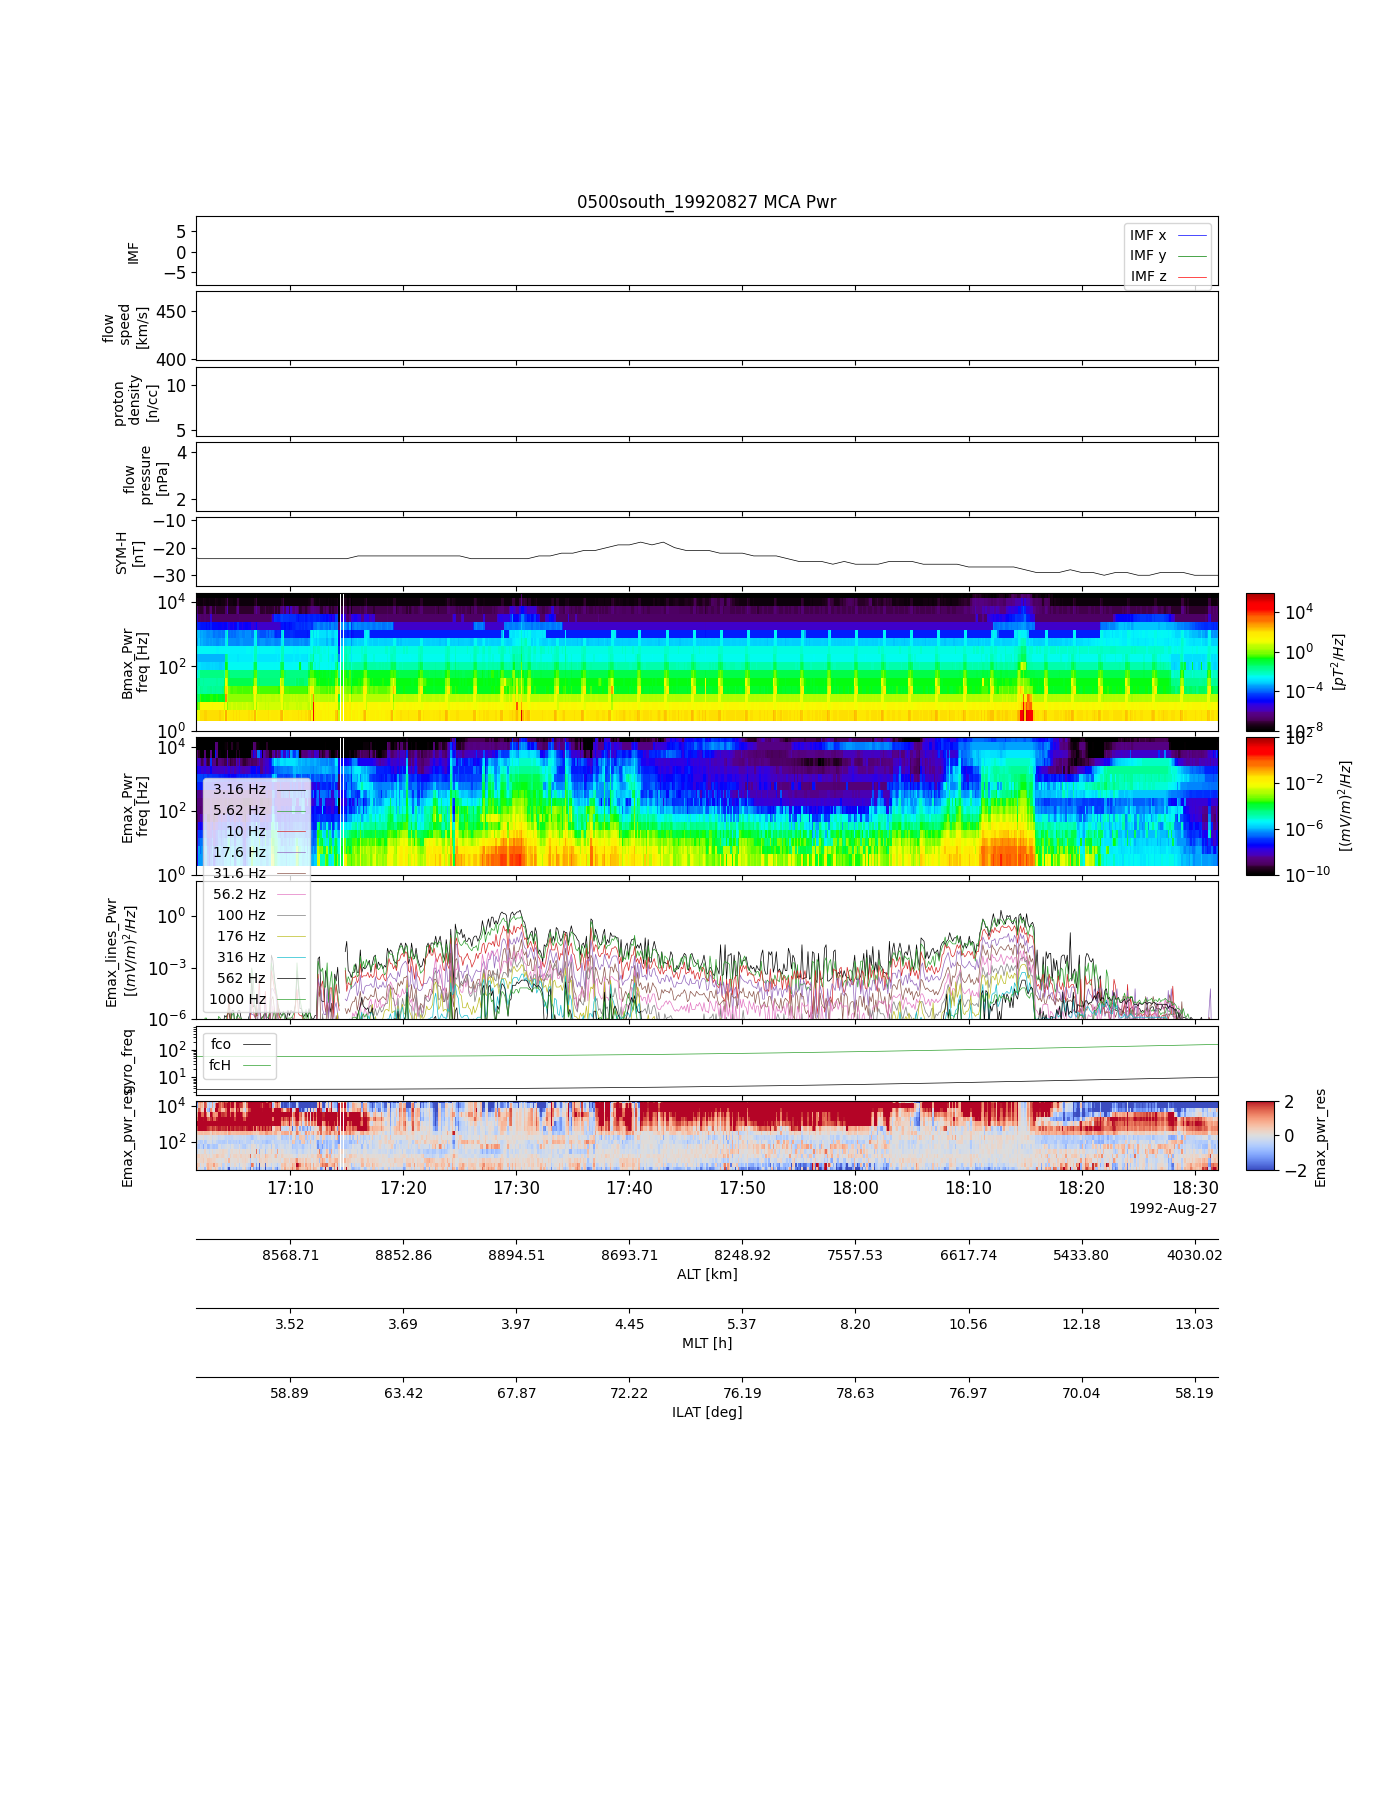 0500south_19920827 MCA Pwr
IMF
5
0
−5
IMF x
IMF y
IMF z
flow
speed
[km/s]
450
400
proton
density
[n/cc]
10
5
flow
pressure
[nPa]
4
2
SYM-H
[nT]
−10
−20
−30
Bmax_Pwr
freq [Hz]
10^4
10^2
10^0
10^4
10^0
10^−4
10^−8
[pT^2/Hz]
Emax_Pwr
freq [Hz]
10^4
10^2
10^0
10^2
10^−2
10^−6
10^−10
[(mV/m)^2/Hz]
3.16 Hz
5.62 Hz
10 Hz
17.6 Hz
31.6 Hz
56.2 Hz
100 Hz
176 Hz
316 Hz
562 Hz
1000 Hz
Emax_lines_Pwr
[(mV/m)^2/Hz]
10^0
10^−3
10^−6
gyro_freq
10^2
10^1
fco
fcH
Emax_pwr_res
10^4
10^2
2
0
−2
Emax_pwr_res
17:10 17:20 17:30 17:40 17:50 18:00 18:10 18:20 18:30
1992-Aug-27
8568.71 8852.86 8894.51 8693.71 8248.92 7557.53 6617.74 5433.80 4030.02
ALT [km]
3.52 3.69 3.97 4.45 5.37 8.20 10.56 12.18 13.03
MLT [h]
58.89 63.42 67.87 72.22 76.19 78.63 76.97 70.04 58.19
ILAT [deg]